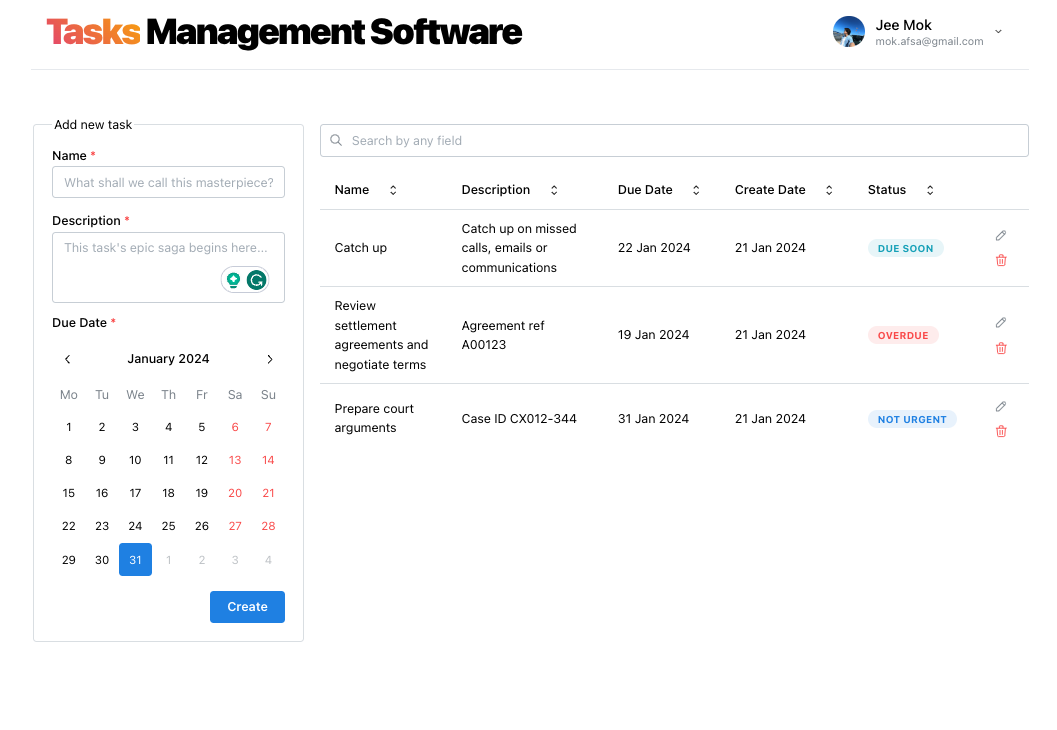 Tasks Management Software
Jee Mok
mok.afsa@gmail.com
Add new task
Name *
What shall we call this masterpiece?
Description *
This task's epic saga begins here...
Due Date *
January 2024
Mo Tu We Th Fr Sa Su
1 2 3 4 5 6 7
8 9 10 11 12 13 14
15 16 17 18 19 20 21
22 23 24 25 26 27 28
29 30 31 1 2 3 4
Create
Search by any field
Name Description Due Date Create Date Status
Catch up
Catch up on missed
calls, emails or
communications
22 Jan 2024
21 Jan 2024
DUE SOON
Review
settlement
agreements and
negotiate terms
Agreement ref
A00123
19 Jan 2024
21 Jan 2024
OVERDUE
Prepare court
arguments
Case ID CX012-344
31 Jan 2024
21 Jan 2024
NOT URGENT